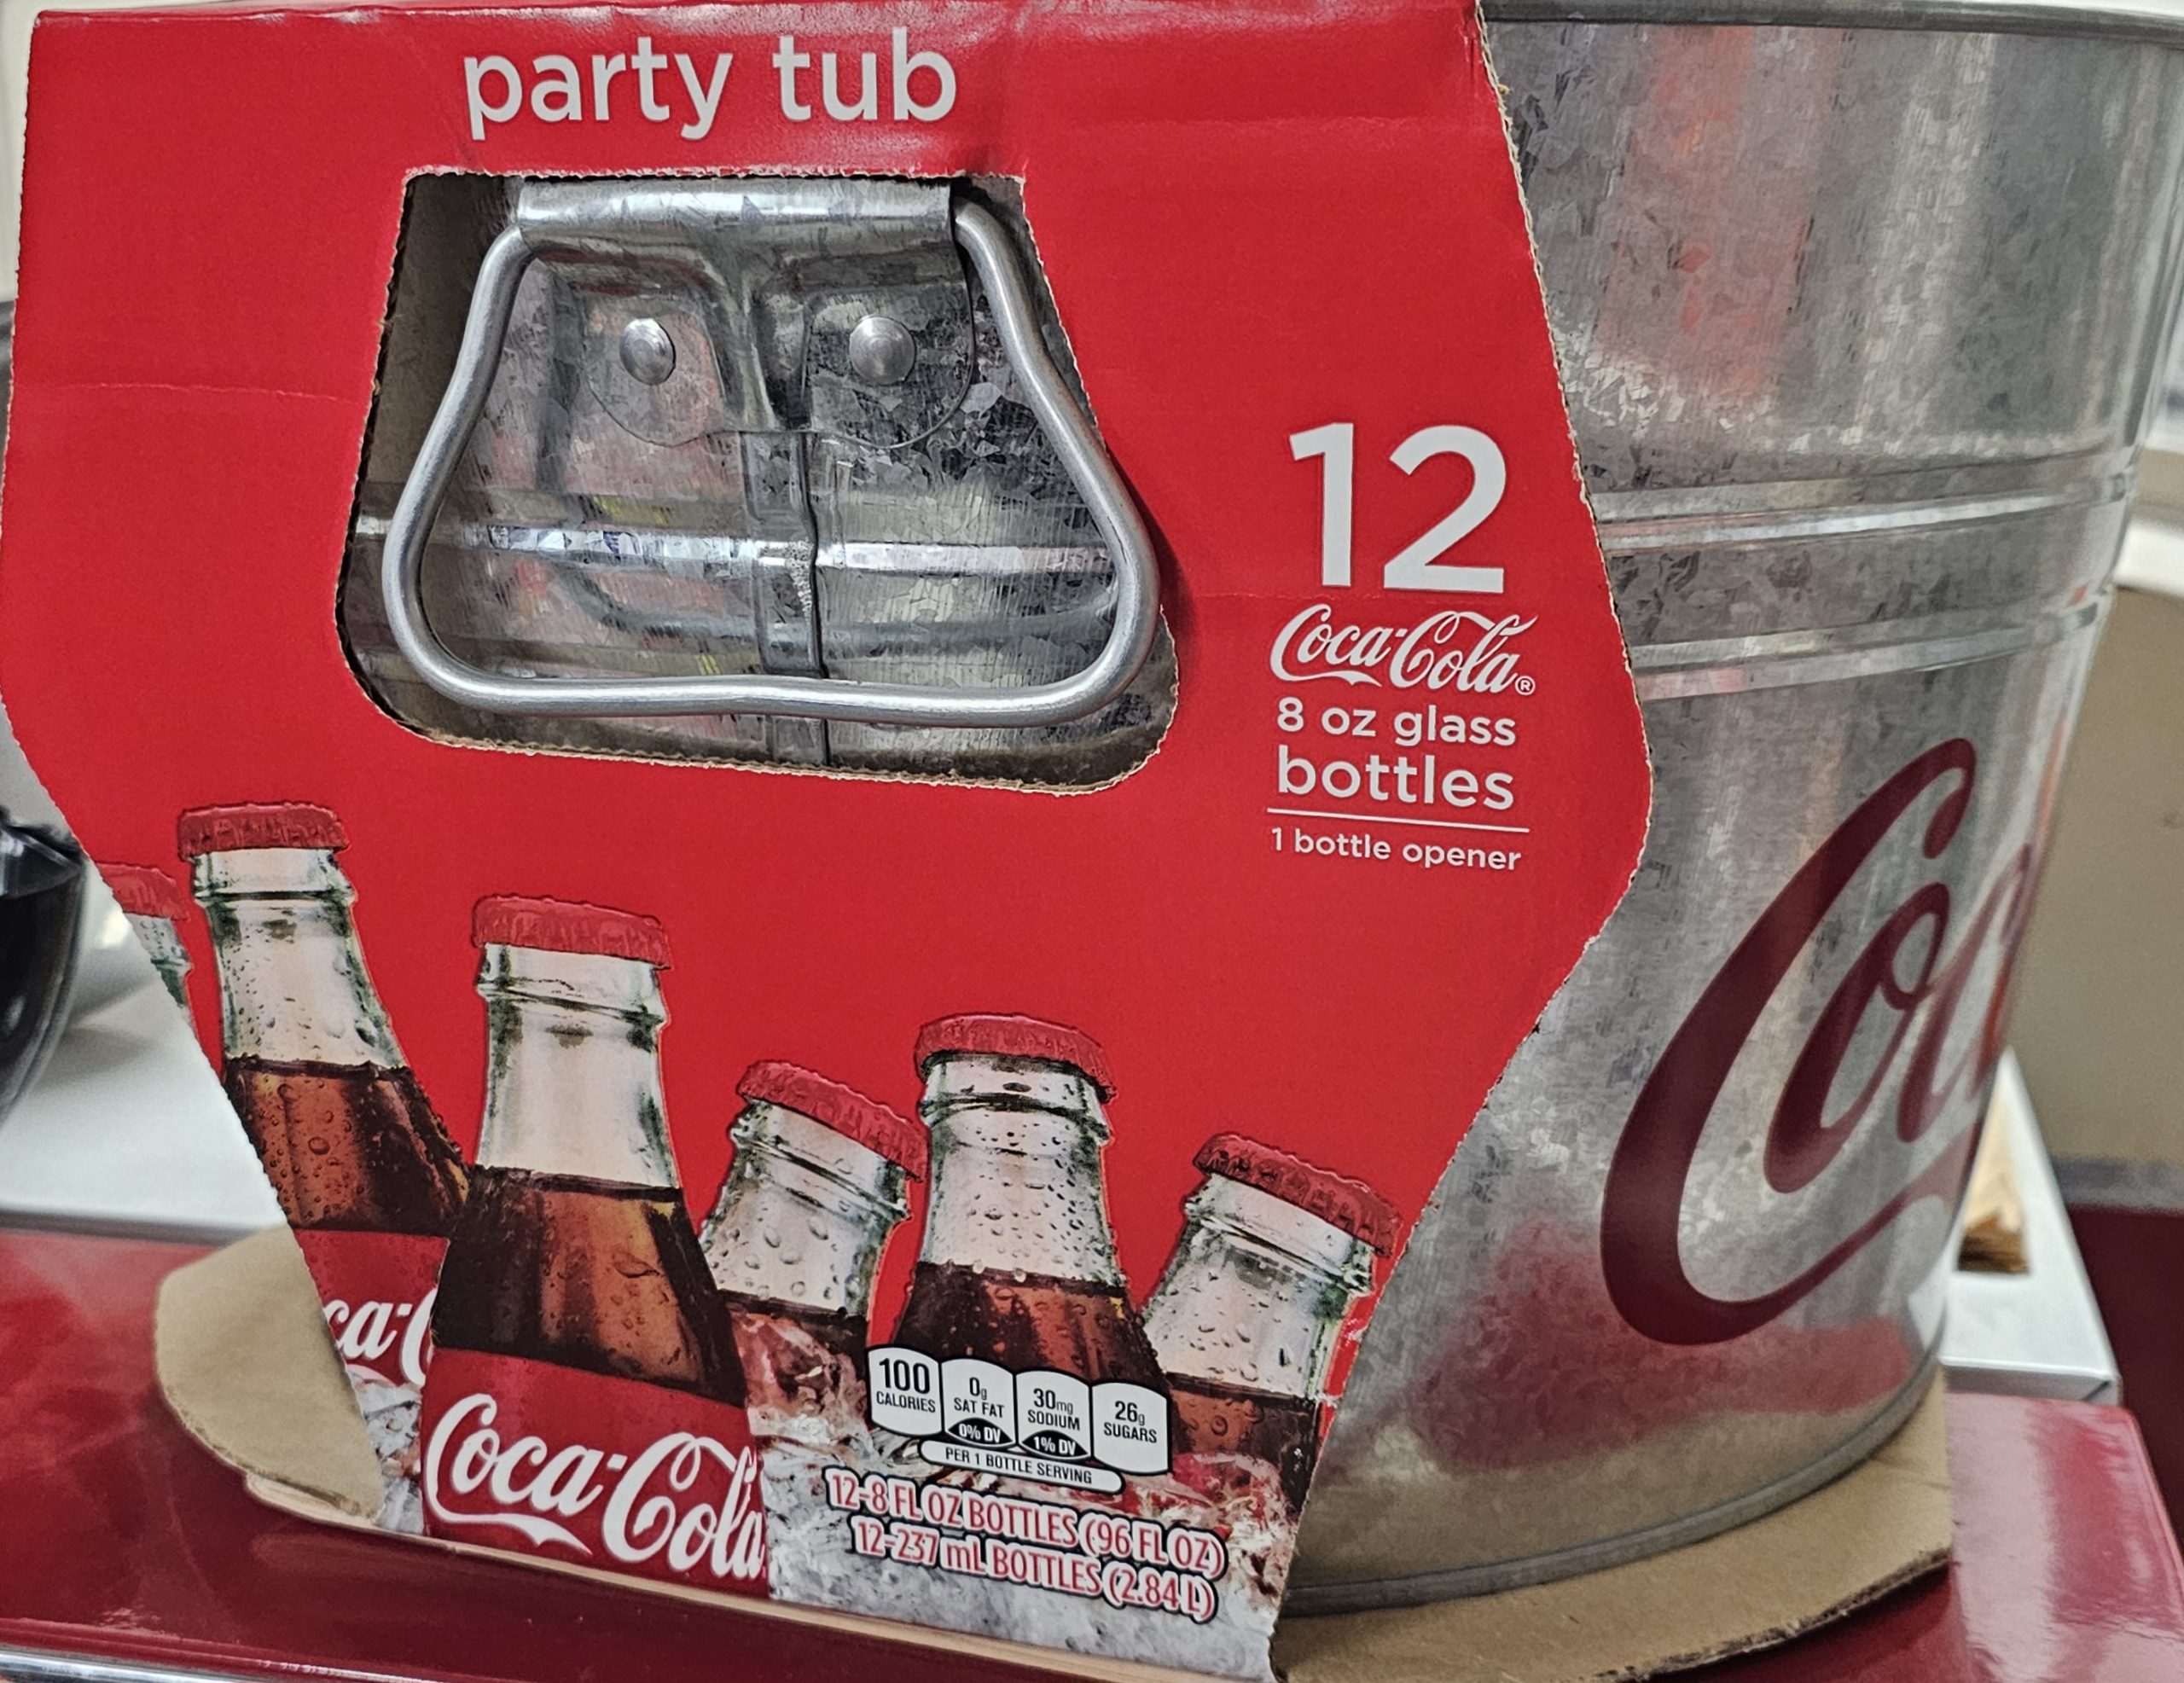 party tub
12
Coca-Cola®
8 oz glass
bottles
1 bottle opener
Coc
ca-C
Coca-Cola
100
CALORIES
0g
SAT FAT
0% DV
30mg
SODIUM
1% DV
26g
SUGARS
PER 1 BOTTLE SERVING
12-8 FL OZ BOTTLES (96 FL OZ)
12-237 mL BOTTLES (2.84 L)